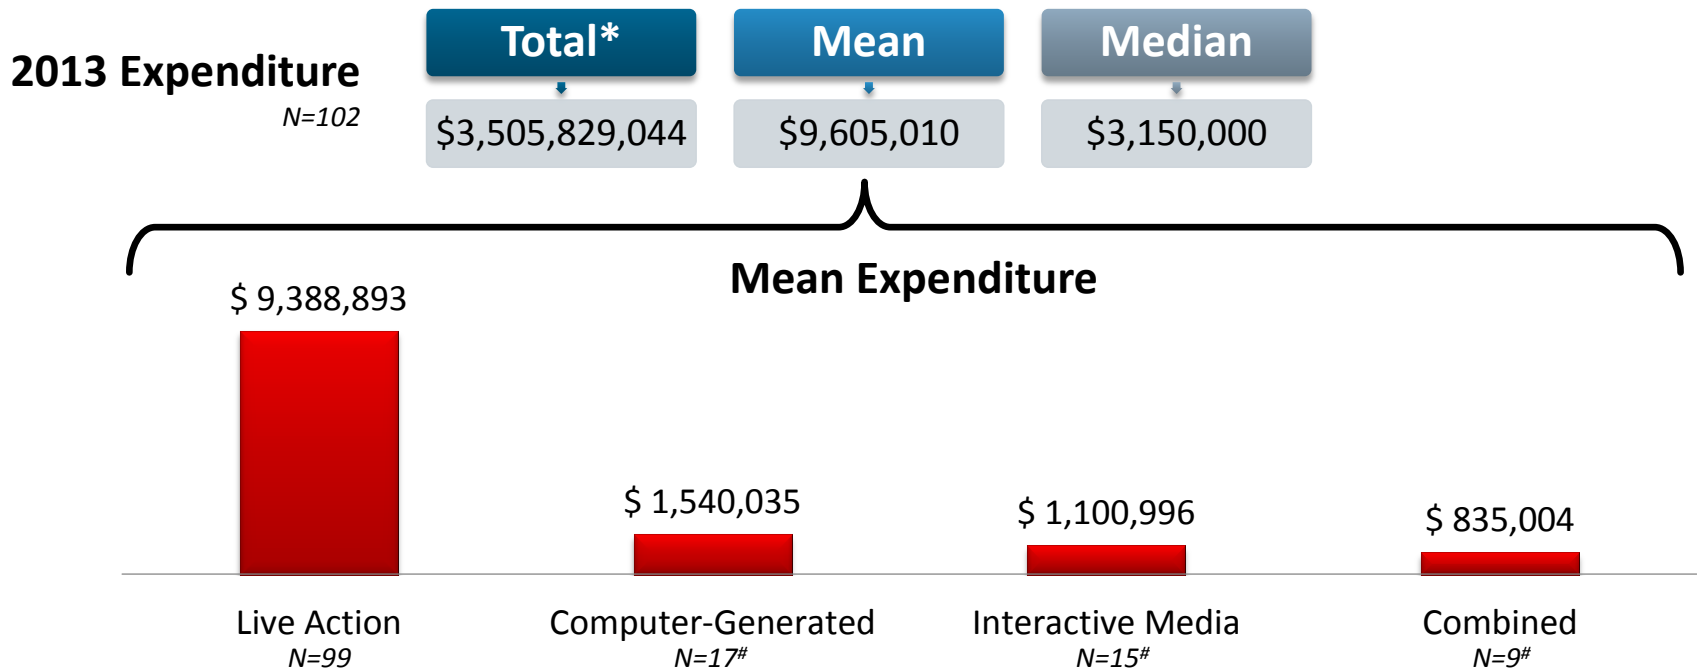 2013 Expenditure
N=102
Total*
Mean
Median
$3,505,829,044
$9,605,010
$3,150,000
Mean Expenditure
$ 9,388,893
$ 1,540,035
$ 1,100,996
$ 835,004
Live Action
Computer-Generated
Interactive Media
Combined
N=99
N=17#
N=15#
N=9#